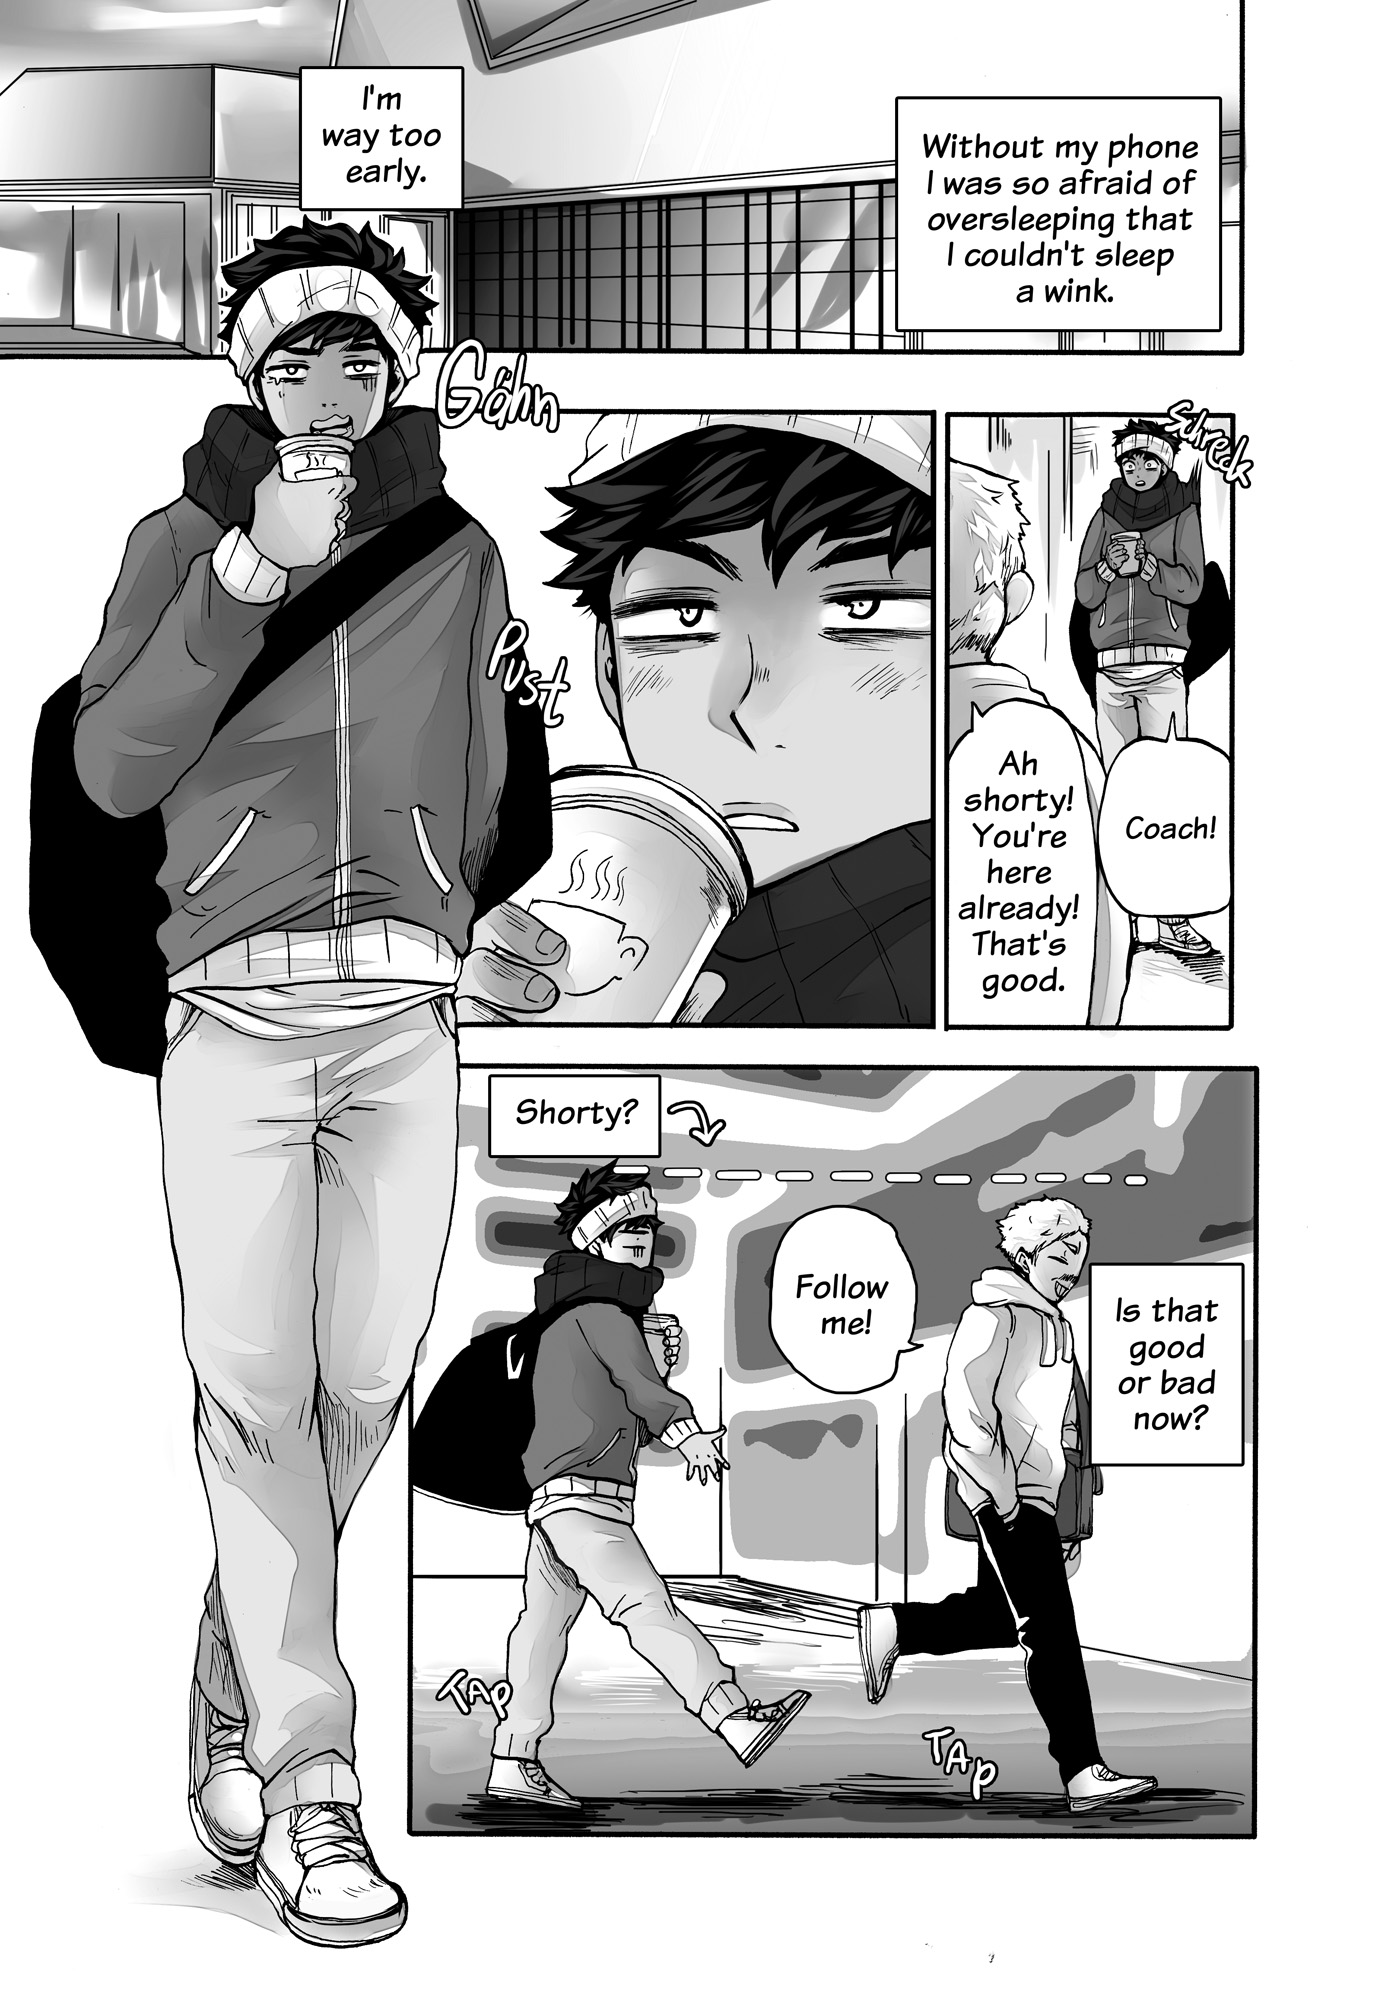 I'm
way too
early.
Without my phone
I was so afraid of
oversleeping that
I couldn't sleep
a wink.
Gähn
Pust
Schreck
Ah
shorty!
You're
here
already!
That's
good.
Coach!
Shorty?
Follow
me!
Is that
good
or bad
now?
TAP
TAP